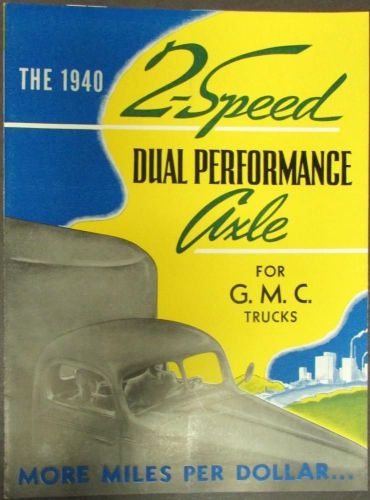 THE 1940
2-Speed
DUAL PERFORMANCE
Axle
FOR
G. M. C.
TRUCKS
MORE MILES PER DOLLAR...